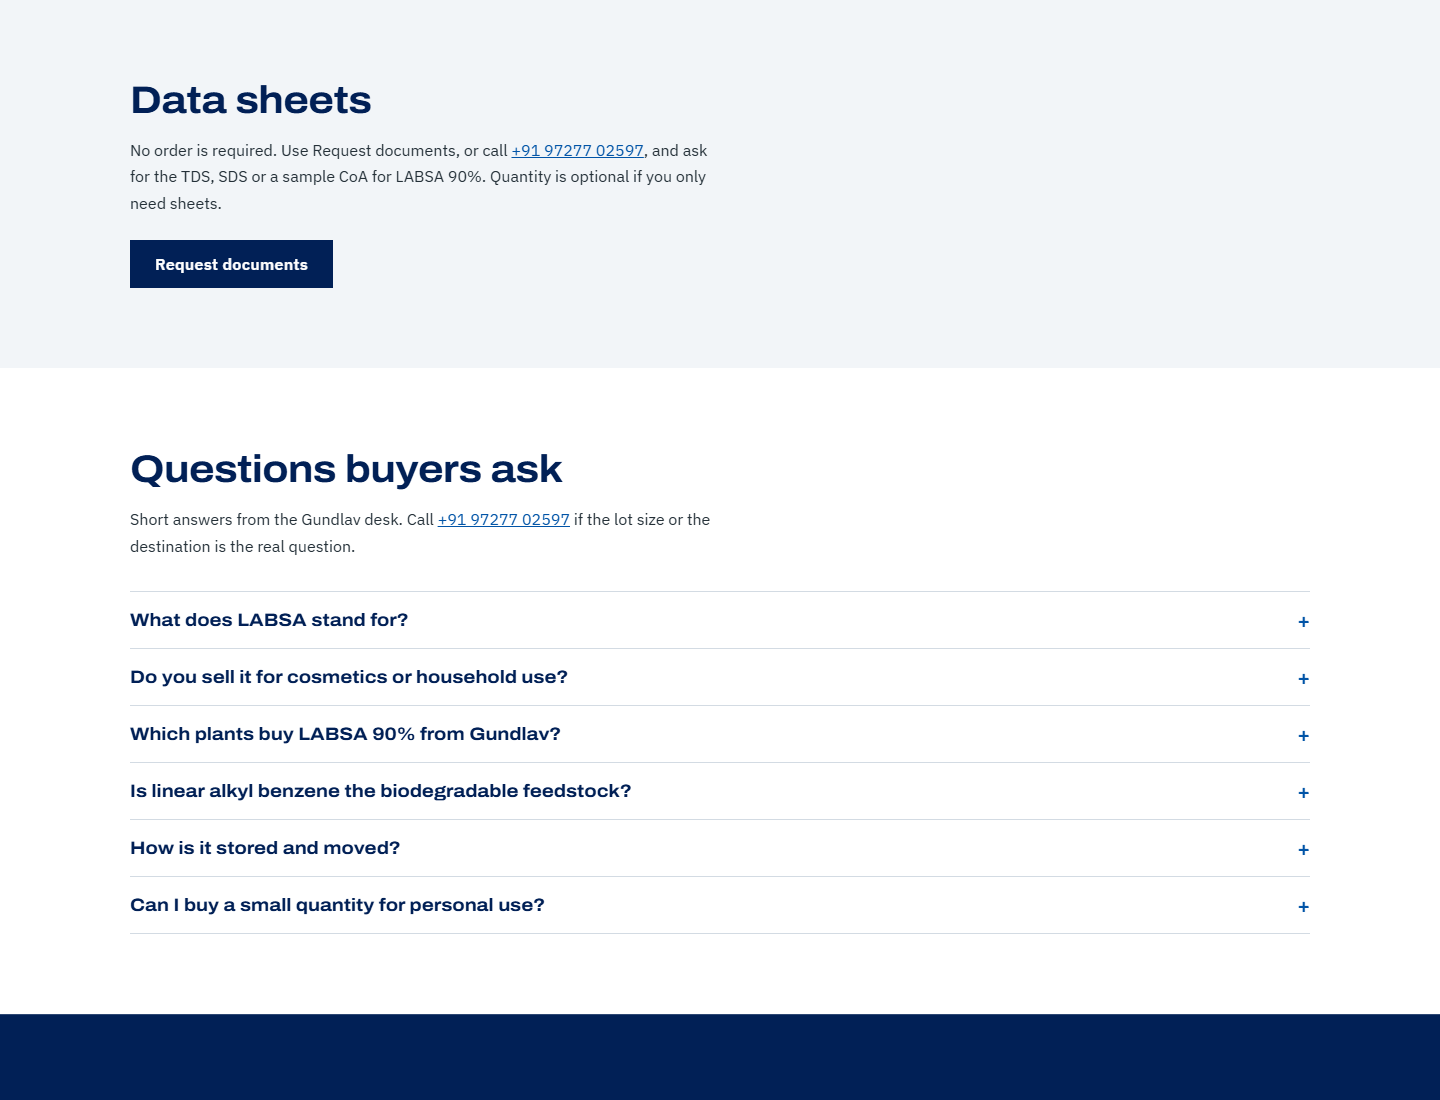 Data sheets
No order is required. Use Request documents, or call +91 97277 02597, and ask
for the TDS, SDS or a sample CoA for LABSA 90%. Quantity is optional if you only
need sheets.
Request documents
Questions buyers ask
Short answers from the Gundlav desk. Call +91 97277 02597 if the lot size or the
destination is the real question.
What does LABSA stand for? +
Do you sell it for cosmetics or household use? +
Which plants buy LABSA 90% from Gundlav? +
Is linear alkyl benzene the biodegradable feedstock? +
How is it stored and moved? +
Can I buy a small quantity for personal use? +